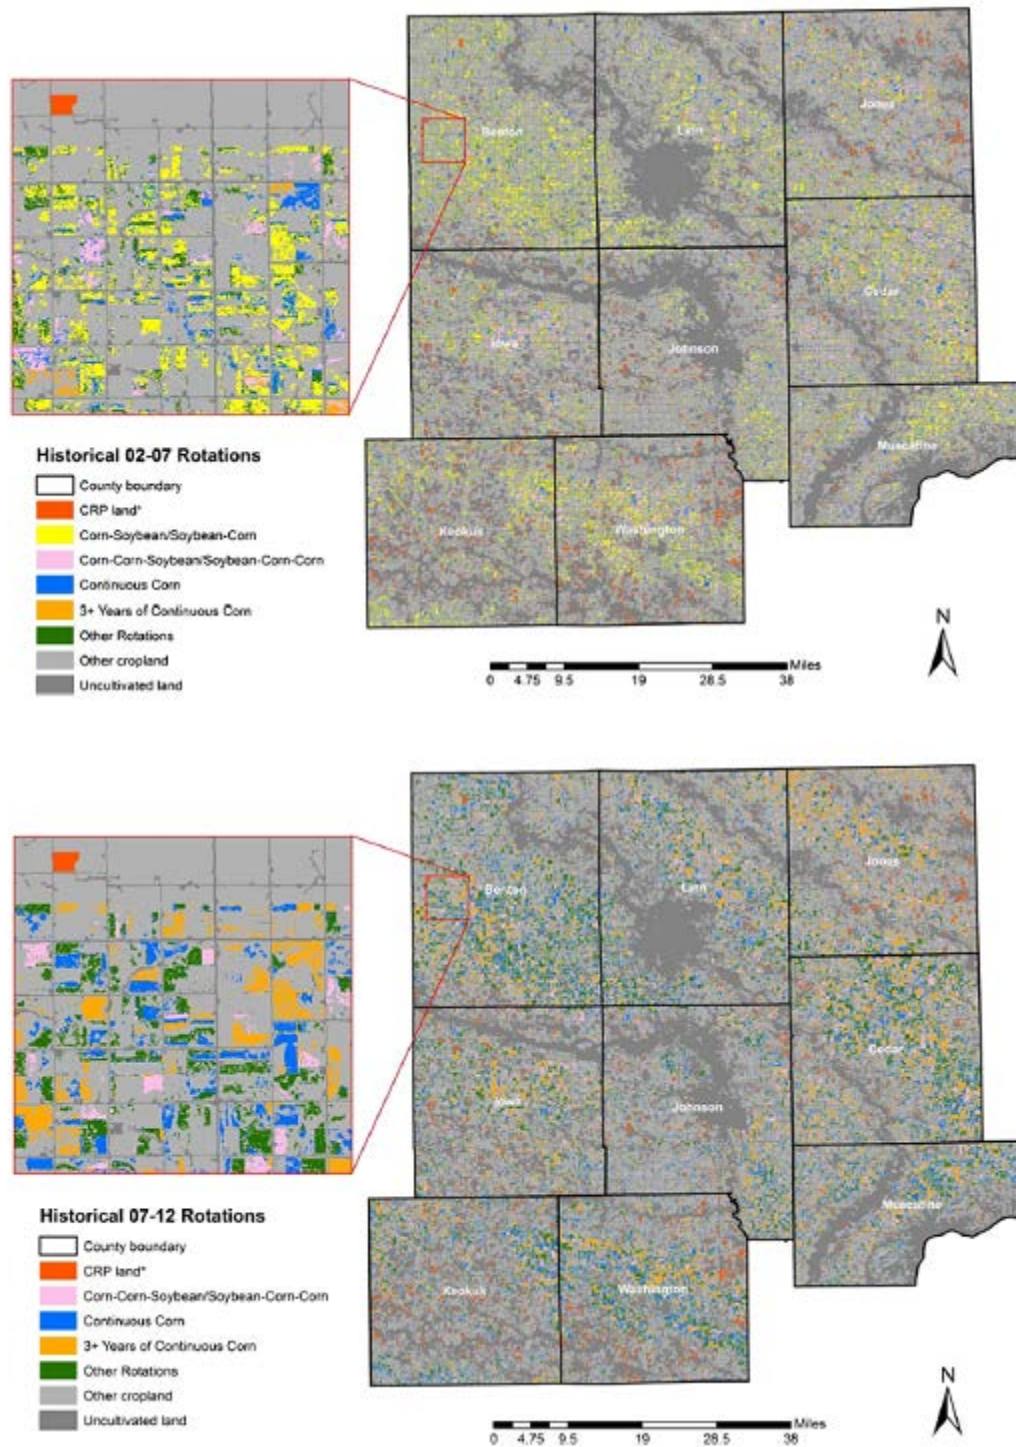 Benton
Linn
Jones
Cedar
Iowa
Johnson
Muscatine
Keokuk
Washington
Historical 02-07 Rotations
County boundary
CRP land*
Corn-Soybean/Soybean-Corn
Corn-Corn-Soybean/Soybean-Corn-Corn
Continuous Corn
3+ Years of Continuous Corn
Other Rotations
Other cropland
Uncultivated land
N
Miles
0 4.75 9.5 19 28.5 38
Benton
Linn
Jones
Cedar
Iowa
Johnson
Muscatine
Keokuk
Washington
Historical 07-12 Rotations
County boundary
CRP land*
Corn-Corn-Soybean/Soybean-Corn-Corn
Continuous Corn
3+ Years of Continuous Corn
Other Rotations
Other cropland
Uncultivated land
N
Miles
0 4.75 9.5 19 28.5 38